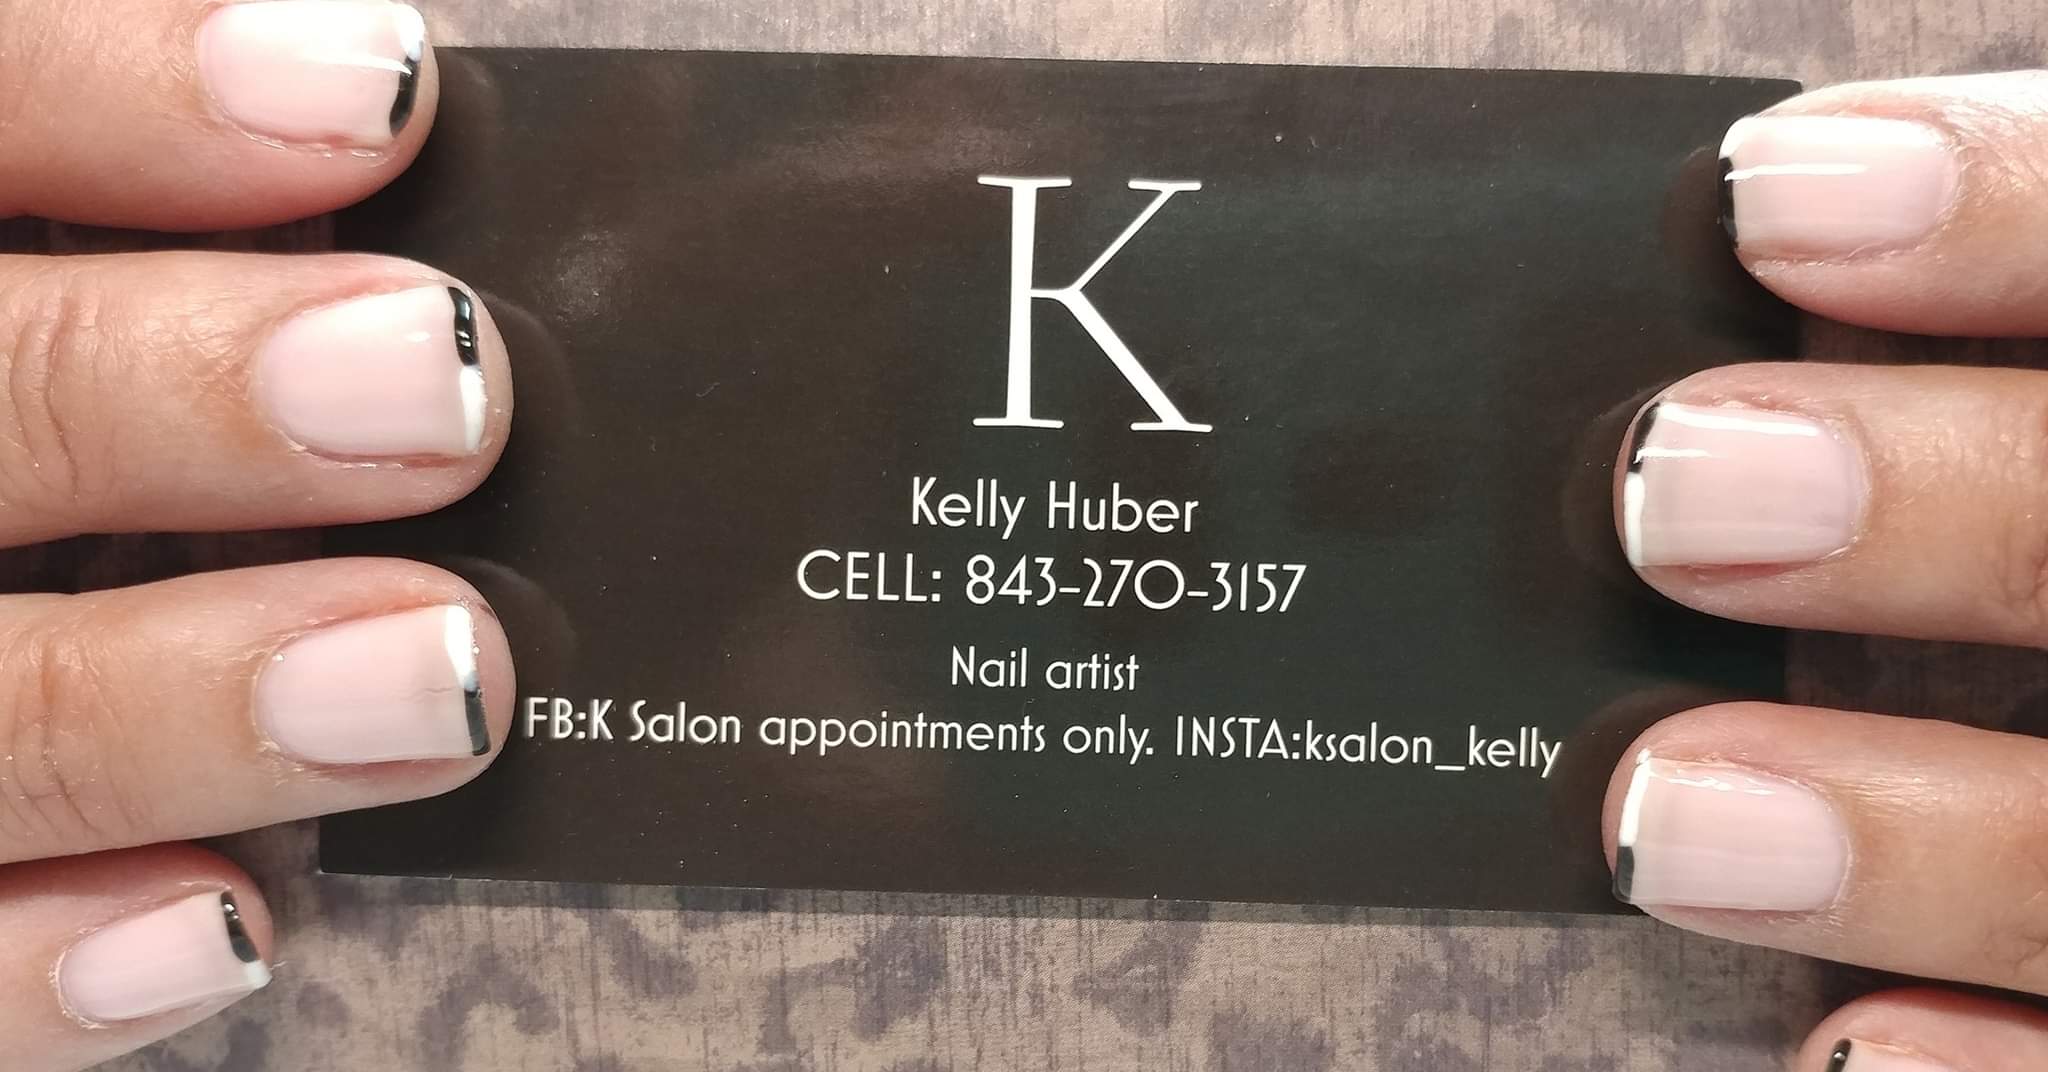 K
Kelly Huber
CELL: 843-270-3157
Nail artist
FB:K Salon appointments only. INSTA:ksalon_kelly